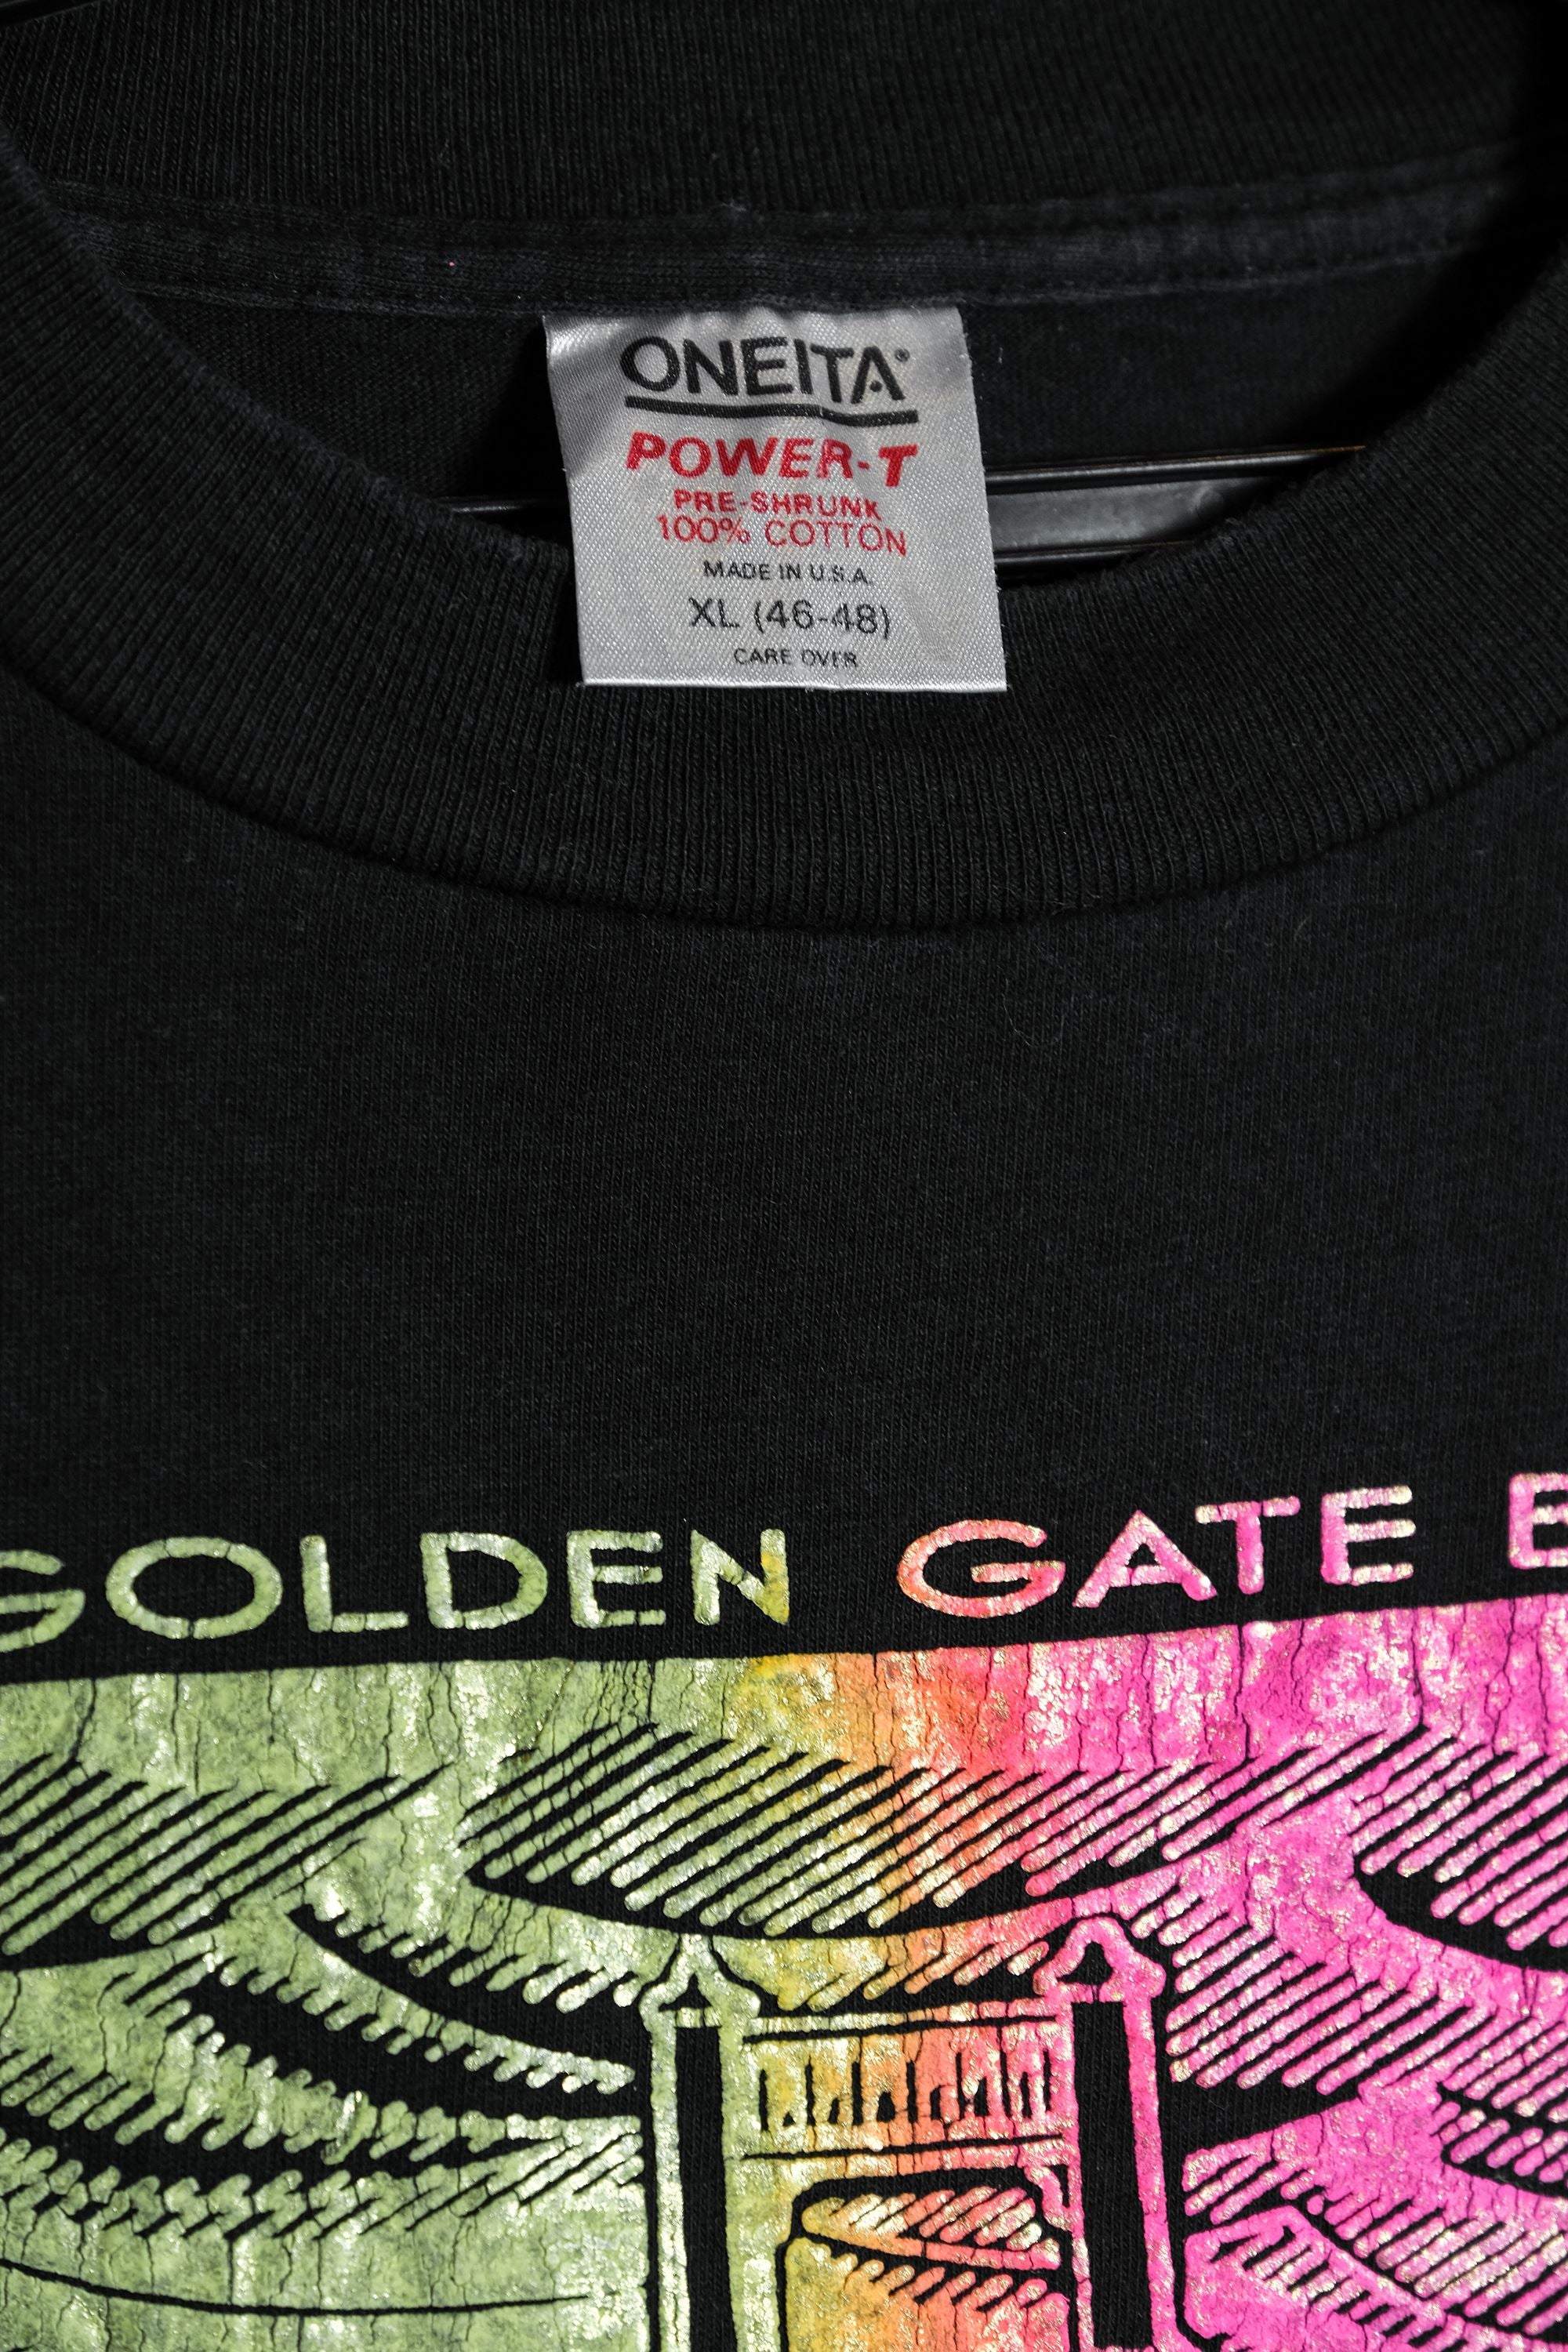 ONEITA®
POWER-T
PRE-SHRUNK
100% COTTON
MADE IN U.S.A.
XL (46-48)
CARE OVER
GOLDEN GATE B